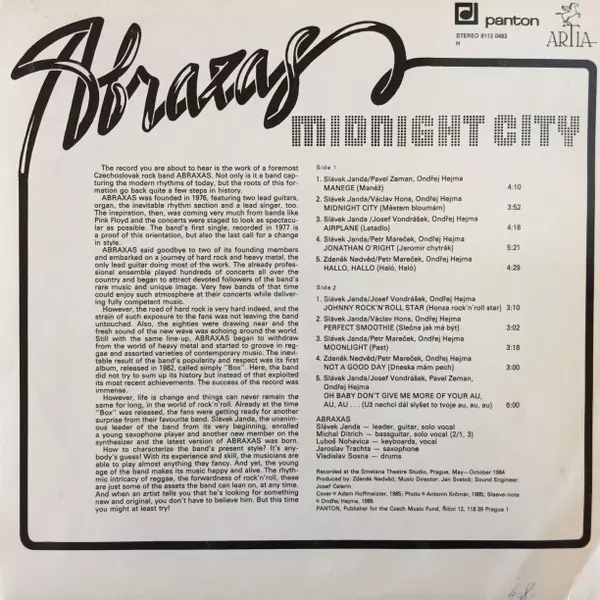 Abraxas
MIDNIGHT CITY
panton
STEREO 8113 0493
H
ARTIA
The record you are about to hear is the work of a foremost
Czechoslovak rock band ABRAXAS. Not only is it a band cap-
turing the modern rhythms of today, but the roots of this for-
mation go back quite a few steps in history.
ABRAXAS was founded in 1976, featuring two lead guitars,
organ, the inevitable rhythm section and a lead singer, too.
The inspiration, then, was coming very much from bands like
Pink Floyd and the concerts were staged to look as spectacu-
lar as possible. The band's first single, recorded in 1977 is
a proof of this orientation, but also the last call for a change
in style.
ABRAXAS said goodbye to two of its founding members
and embarked on a journey of hard rock and heavy metal, the
only lead guitar doing most of the work. The already profes-
sional ensemble played hundreds of concerts all over the
country and began to attract devoted followers of the band's
rare music and unique image. Very few bands of that time
could enjoy such atmosphere at their concerts while deliver-
ing fully competent music.
However, the road of hard rock is very hard indeed, and the
strain of such exposure to the fans was not leaving the band
untouched. Also, the eighties were drawing near and the
fresh sound of the new wave was echoing around the world.
Still with the same line-up, ABRAXAS began to withdraw
from the world of heavy metal and started to groove in reg-
gae and assorted varieties of contemporary music. The inevi-
table result of the band's popularity and respect was its first
album, released in 1982, called simply "Box". Here, the band
did not try to sum up its history but instead of that exploited
its most recent achievements. The success of the record was
immense.
However, life is change and things can never remain the
same for long, in the world of rock'n'roll. Already at the time
"Box" was released, the fans were getting ready for another
surprise from their favourite band. Slávek Janda, the unani-
mous leader of the band from its very beginning, enrolled
a young saxophone player and another new member on the
synthesizer and the latest version of ABRAXAS was born.
How to characterize the band's present style? It's any-
body's guess! With its experience and skill, the musicians are
able to play almost anything they fancy. And yet, the young
age of the band makes its music happy and alive. The rhyth-
mic intricacy of reggae, the forwardness of rock'n'roll, these
are just some of the assets the band can lean on, at any time.
And when an artist tells you that he's looking for something
new and original, you don't have to believe him. But this time
you might at least try!
Side 1
1. Slávek Janda/Pavel Zeman, Ondřej Hejma
MANEGE (Manéž) 4:10
2. Slávek Janda/Václav Hons, Ondřej Hejma
MIDNIGHT CITY (Městem bloumám) 3:52
3. Slávek Janda/Josef Vondrášek, Ondřej Hejma
AIRPLANE (Letadlo) 4:18
4. Slávek Janda/Petr Mareček, Ondřej Hejma
JONATHAN O'RIGHT (Jaromír chytrák) 5:21
5. Zdeněk Nedvěd/Petr Mareček, Ondřej Hejma
HALLO, HALLO (Haló, Haló) 4:29
Side 2
1. Slávek Janda/Josef Vondrášek, Ondřej Hejma
JOHNNY ROCK'N'ROLL STAR (Honza rock'n'roll star) 3:10
2. Slávek Janda/Václav Hons, Ondřej Hejma
PERFECT SMOOTHIE (Slečna jak má být) 3:02
3. Slávek Janda/Petr Mareček, Ondřej Hejma
MOONLIGHT (Past) 3:18
4. Zdeněk Nedvěd/Petr Mareček, Ondřej Hejma
NOT A GOOD DAY (Dneska mám pech) 3:02
5. Slávek Janda/Josef Vondrášek, Pavel Zeman,
Ondřej Hejma
OH BABY DON'T GIVE ME MORE OF YOUR AU,
AU, AU . . . (Už nechci dál slyšet to tvoje au, au, au) 6:00
ABRAXAS
Slávek Janda — leader, guitar, solo vocal
Michal Ditrich — bassguitar, solo vocal (2/1, 3)
Luboš Nohavica — keyboards, vocal
Jaroslav Trachta — saxophone
Vladislav Sosna — drums
Recorded at the Smetana Theatre Studio, Prague, May—October 1984
Produced by: Zdeněk Nedvěd; Music Director: Jan Svatoš; Sound Engineer:
Josef Celerin
Cover • Adam Hoffmeister, 1985; Photo • Antonín Krčmár, 1985; Sleeve-note
• Ondřej Hejma, 1985
PANTON, Publisher for the Czech Music Fund, Říční 12, 118 39 Prague 1